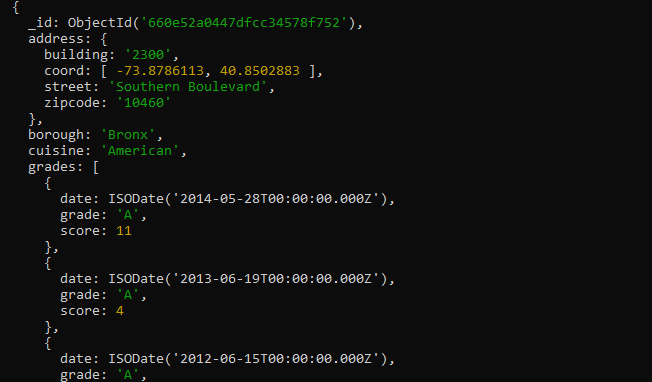 {
_id: ObjectId('660e52a0447dfcc34578f752'),
address: {
building: '2300',
coord: [ -73.8786113, 40.8502883 ],
street: 'Southern Boulevard',
zipcode: '10460'
},
borough: 'Bronx',
cuisine: 'American',
grades: [
{
date: ISODate('2014-05-28T00:00:00.000Z'),
grade: 'A',
score: 11
},
{
date: ISODate('2013-06-19T00:00:00.000Z'),
grade: 'A',
score: 4
},
{
date: ISODate('2012-06-15T00:00:00.000Z'),
grade: 'A',